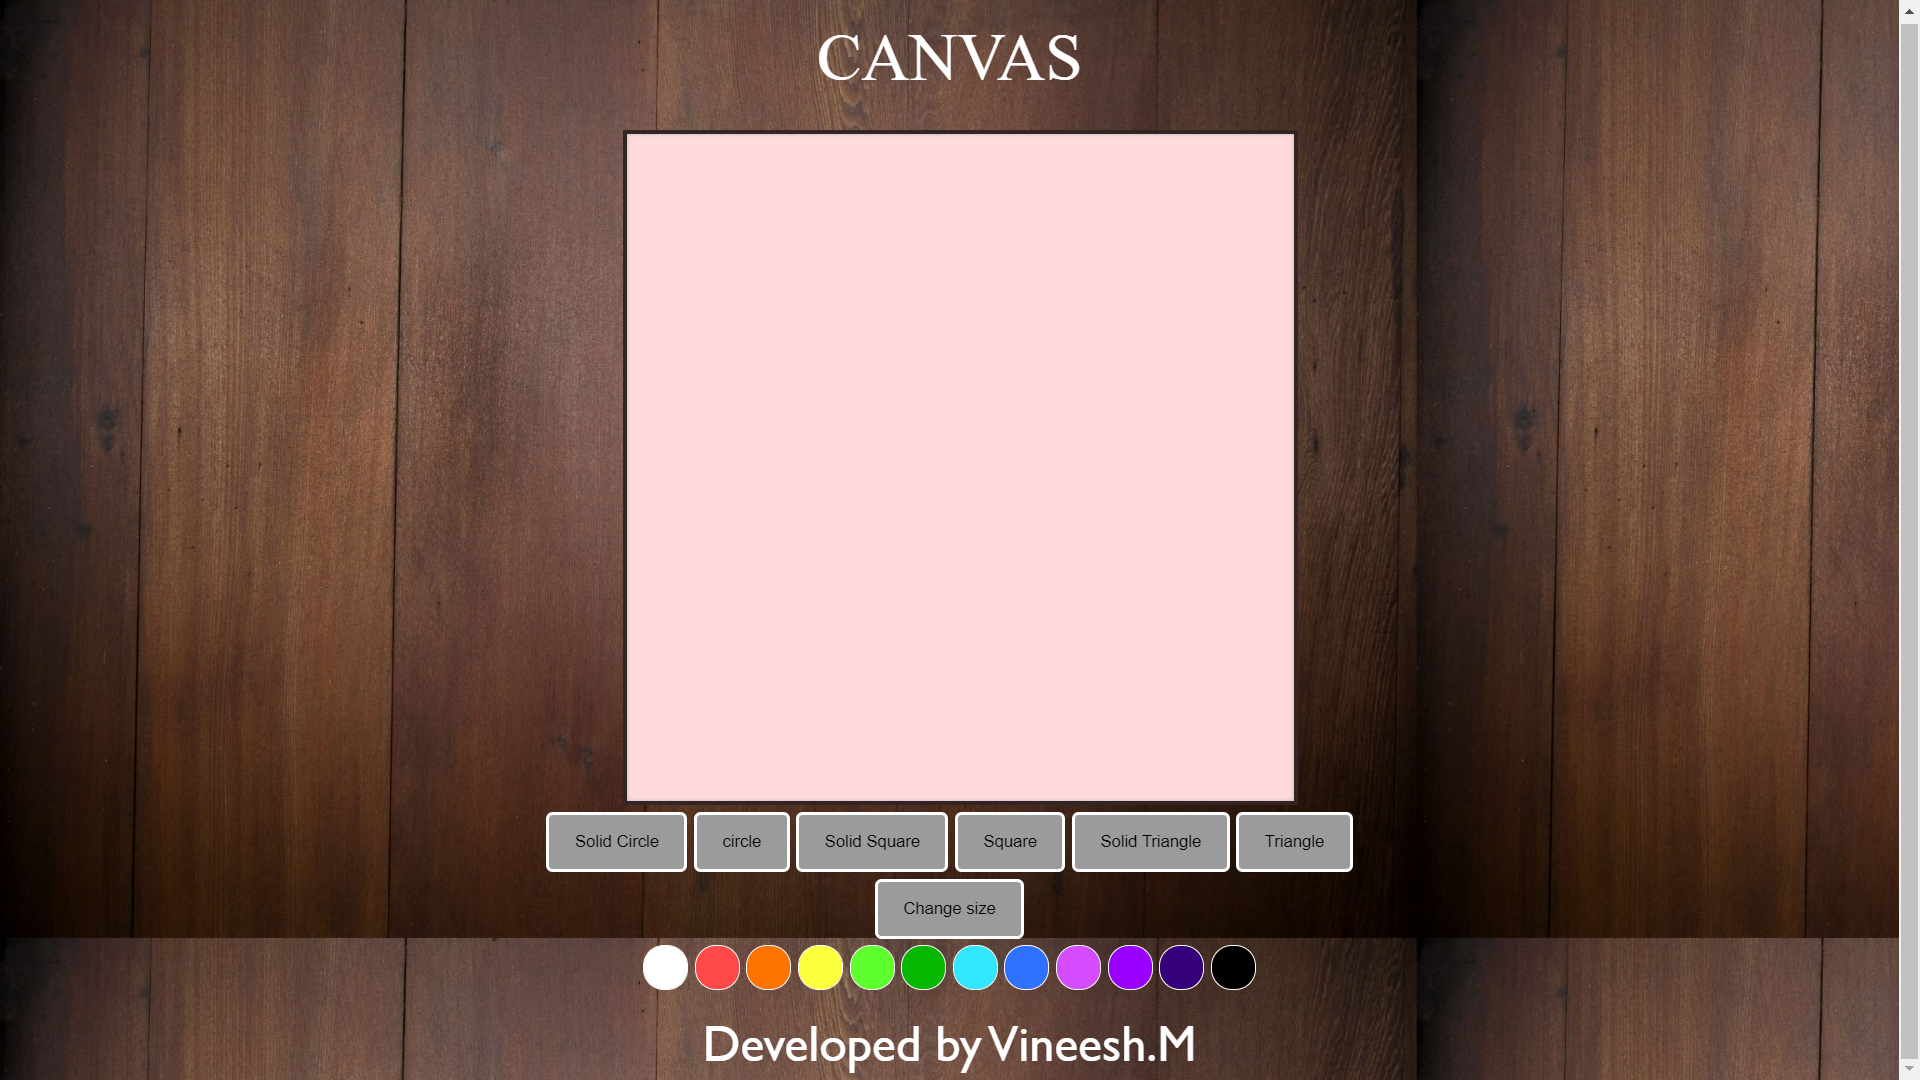 CANVAS
Solid Circle circle Solid Square Square Solid Triangle Triangle
Change size
Developed by Vineesh.M